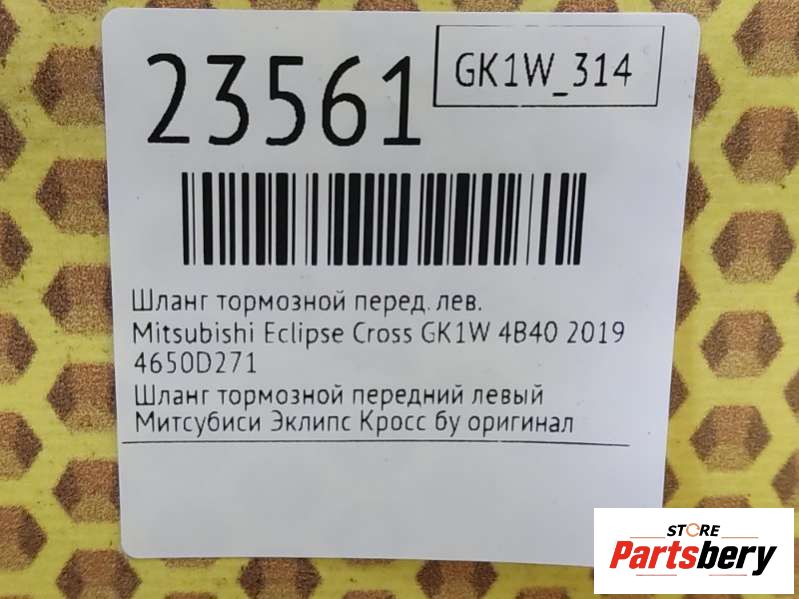 23561
GK1W_314
Шланг тормозной перед. лев.
Mitsubishi Eclipse Cross GK1W 4B40 2019
4650D271
Шланг тормозной передний левый
Митсубиси Эклипс Кросс бу оригинал
STORE
Partsbery